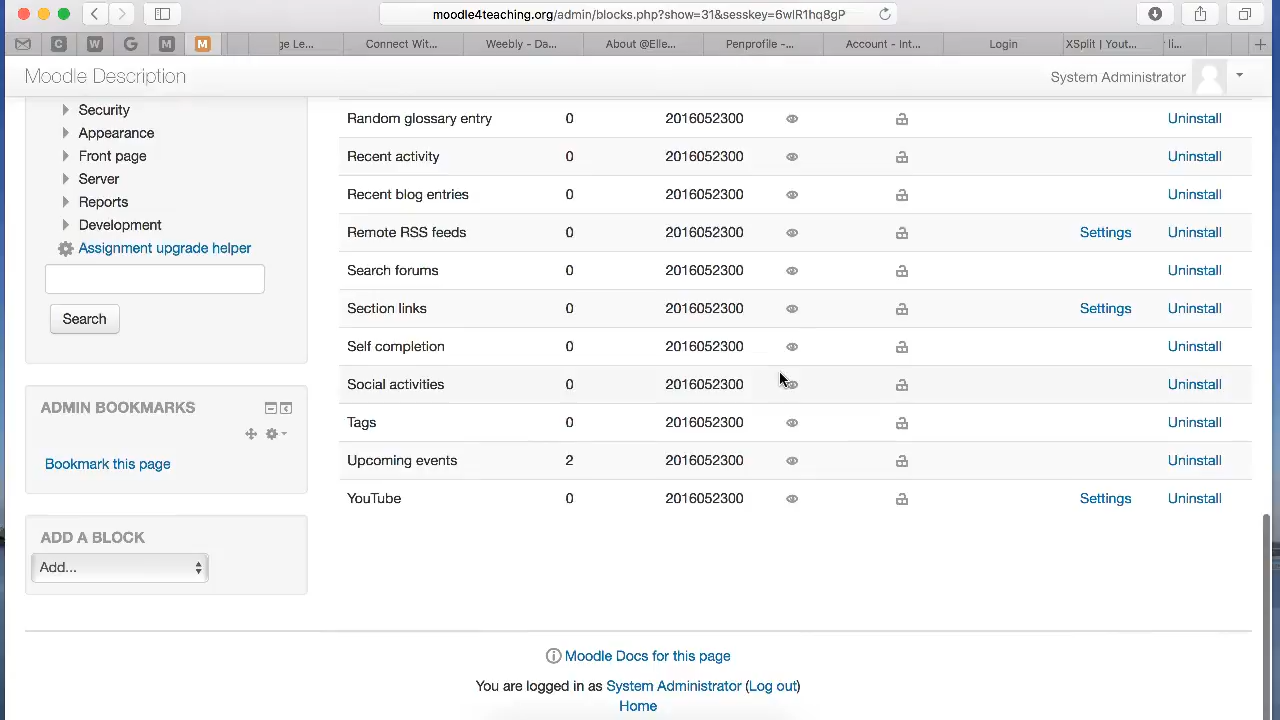 moodle4teaching.org/admin/blocks.php?show=31&sesskey=6wlR1hq8gP
C W G M M ge Le... Connect Wit... Weebly - Da... About @Elle... Penprofile -... Account - Int... Login XSplit | Yout... li...
Moodle Description System Administrator
Security
Appearance
Front page
Server
Reports
Development
Assignment upgrade helper
Search
ADMIN BOOKMARKS
Bookmark this page
ADD A BLOCK
Add...
Random glossary entry 0 2016052300 Uninstall
Recent activity 0 2016052300 Uninstall
Recent blog entries 0 2016052300 Uninstall
Remote RSS feeds 0 2016052300 Settings Uninstall
Search forums 0 2016052300 Uninstall
Section links 0 2016052300 Settings Uninstall
Self completion 0 2016052300 Uninstall
Social activities 0 2016052300 Uninstall
Tags 0 2016052300 Uninstall
Upcoming events 2 2016052300 Uninstall
YouTube 0 2016052300 Settings Uninstall
Moodle Docs for this page
You are logged in as System Administrator (Log out)
Home